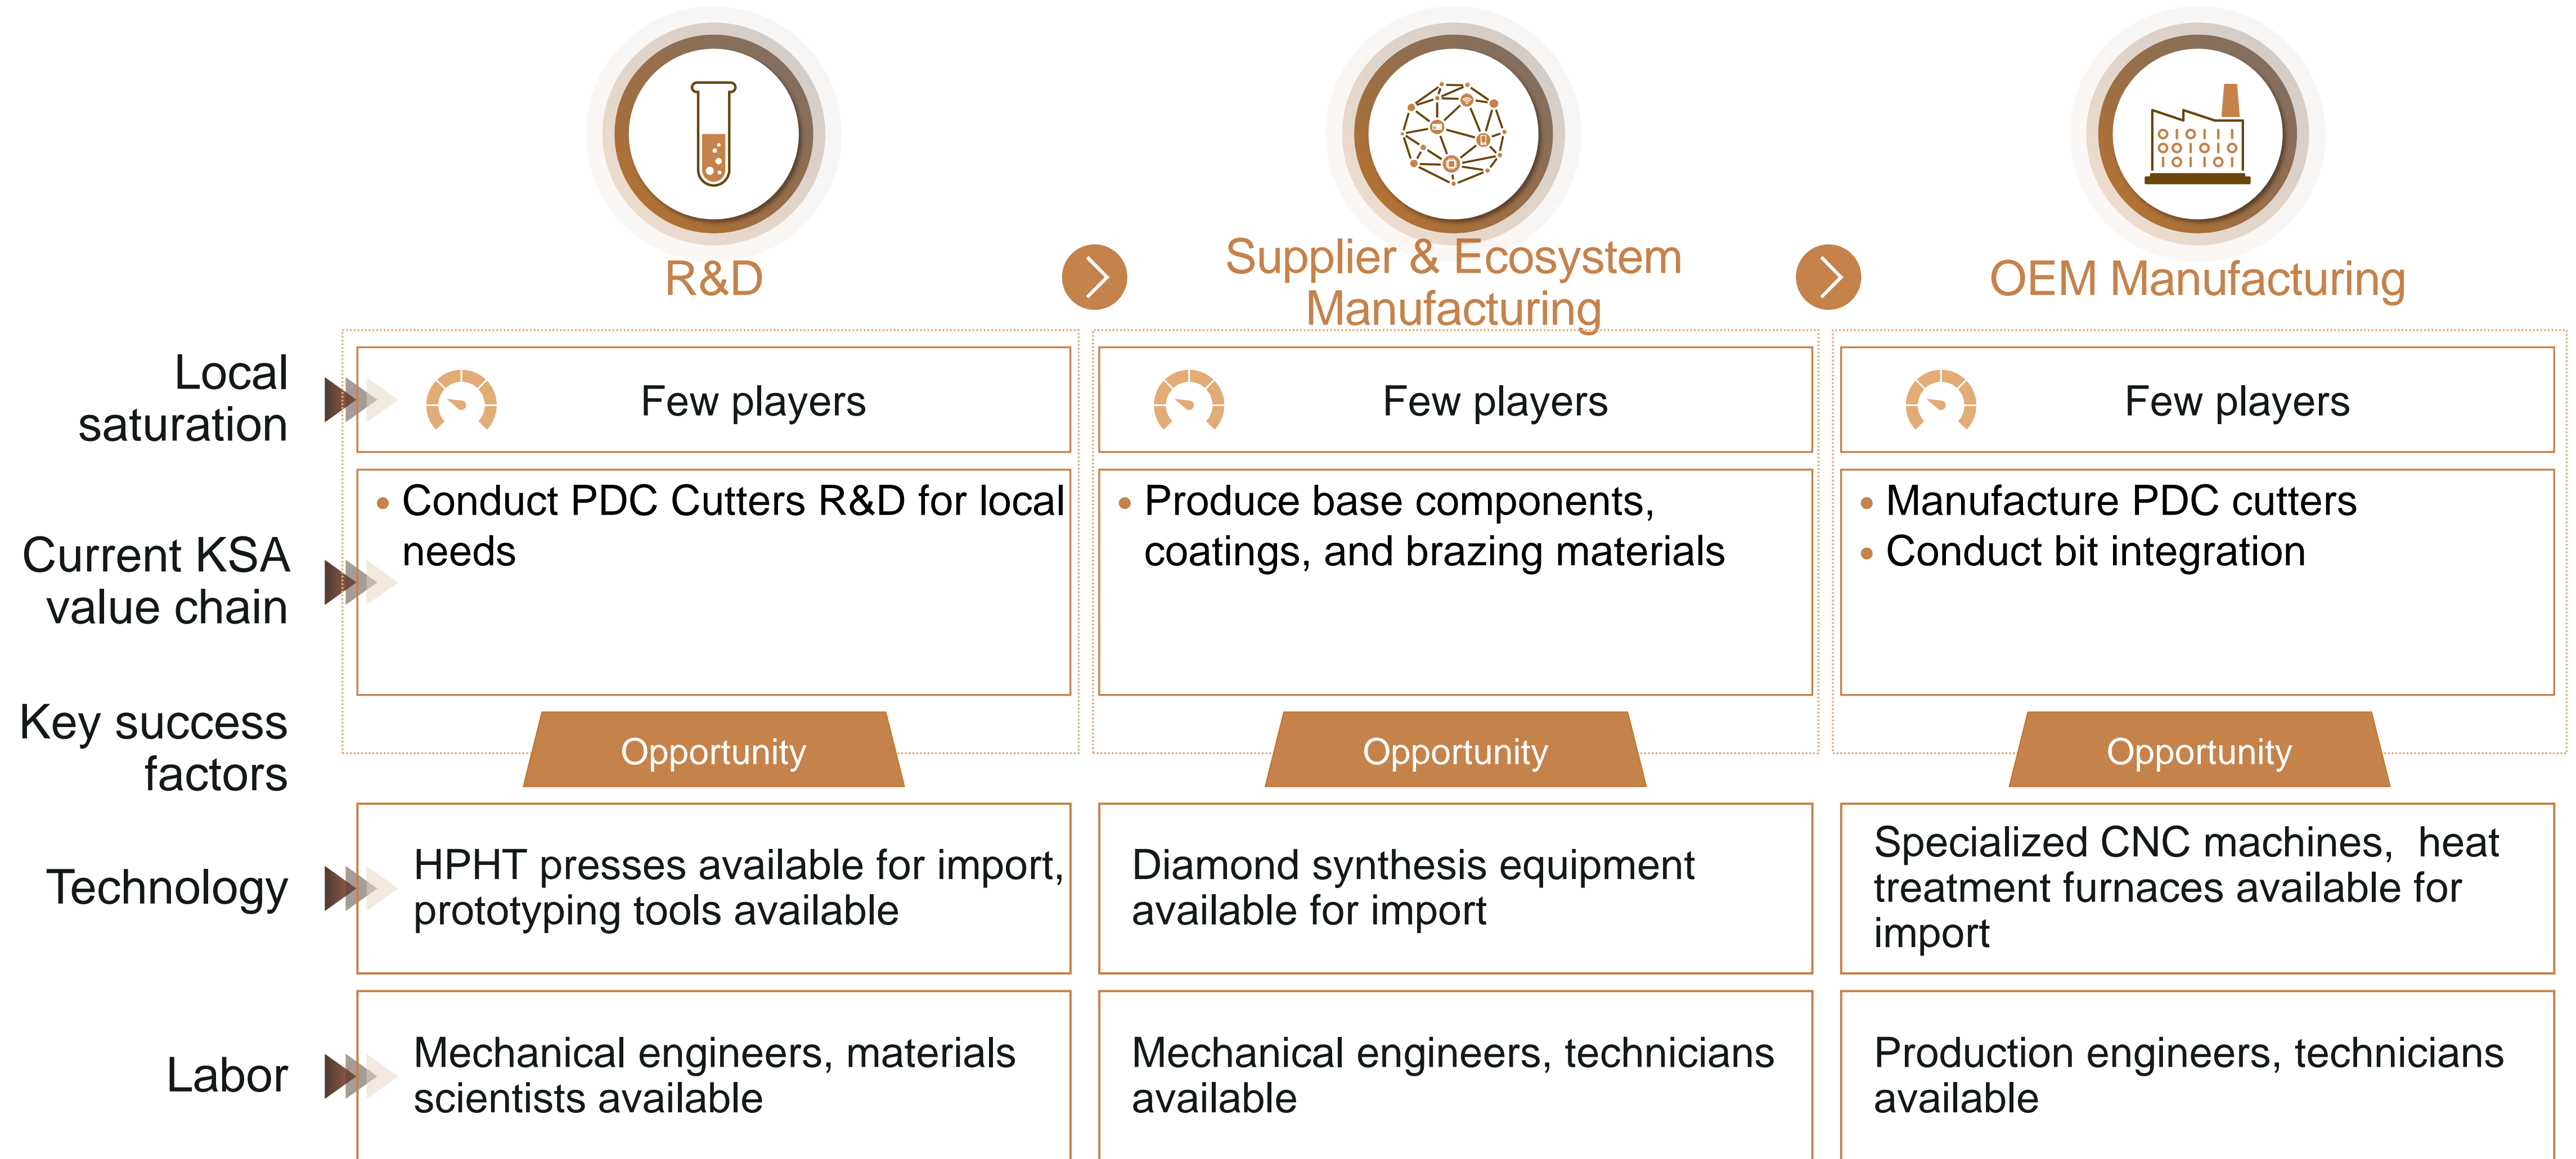 R&D
Supplier & Ecosystem
Manufacturing
OEM Manufacturing
Local
saturation
Few players
Few players
Few players
Current KSA
value chain
• Conduct PDC Cutters R&D for local
needs
• Produce base components,
coatings, and brazing materials
• Manufacture PDC cutters
• Conduct bit integration
Key success
factors
Opportunity
Opportunity
Opportunity
Technology
HPHT presses available for import,
prototyping tools available
Diamond synthesis equipment
available for import
Specialized CNC machines,  heat
treatment furnaces available for
import
Labor
Mechanical engineers, materials
scientists available
Mechanical engineers, technicians
available
Production engineers, technicians
available